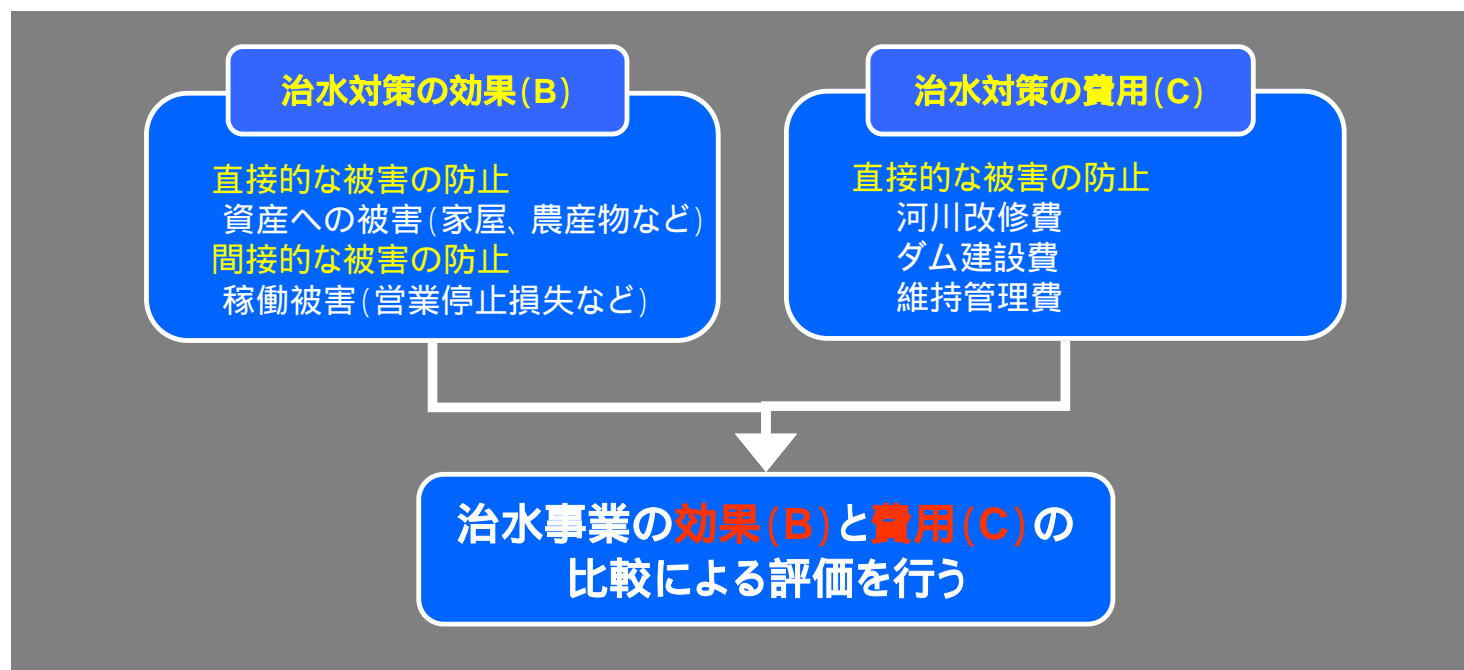 治水対策の効果(B)
直接的な被害の防止
資産への被害(家屋、農産物など)
間接的な被害の防止
稼働被害(営業停止損失など)
治水対策の費用(C)
直接的な被害の防止
河川改修費
ダム建設費
維持管理費
治水事業の効果(B)と費用(C)の
比較による評価を行う